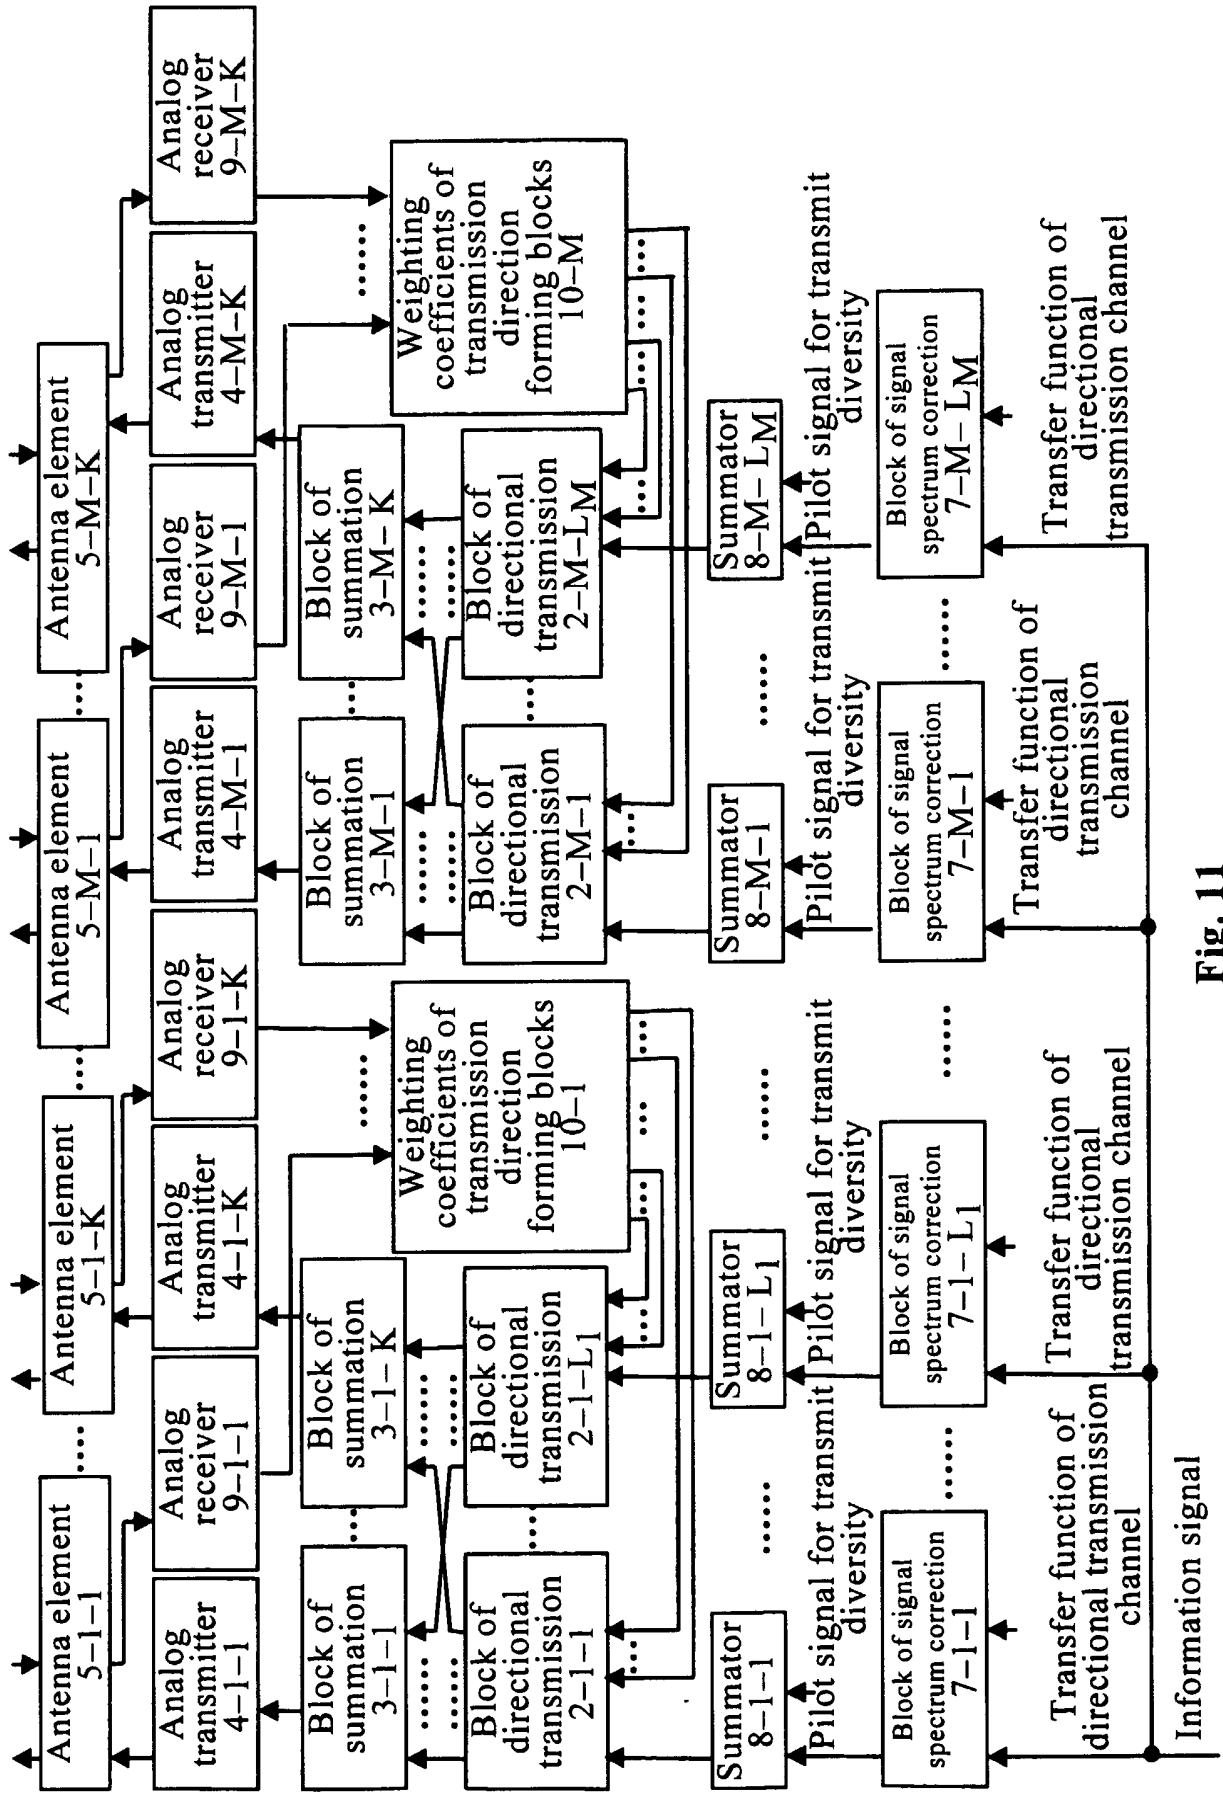 Antenna element
5-1-1
.....
Antenna element
5-1-K
.....
Antenna element
5-M-1
.....
Antenna element
5-M-K
Analog
transmitter
4-1-1
Analog
receiver
9-1-1
Analog
transmitter
4-1-K
Analog
receiver
9-1-K
Analog
transmitter
4-M-1
Analog
receiver
9-M-1
Analog
transmitter
4-M-K
Analog
receiver
9-M-K
Block of
summation
3-1-1
Block of
summation
3-1-K
Weighting
coefficients of
transmission
direction
forming blocks
10-1
Block of
summation
3-M-1
Block of
summation
3-M-K
Weighting
coefficients of
transmission
direction
forming blocks
10-M
Block of
directional
transmission
2-1-1
Block of
directional
transmission
2-1-L1
Block of
directional
transmission
2-M-1
Block of
directional
transmission
2-M-LM
Summator
8-1-1
Summator
8-1-L1
Summator
8-M-1
Summator
8-M-LM
Pilot signal for transmit
diversity
Pilot signal for transmit
diversity
Pilot signal for transmit
diversity
Pilot signal for transmit
diversity
Block of signal
spectrum correction
7-1-1
Block of signal
spectrum correction
7-1-L1
Block of signal
spectrum correction
7-M-1
Block of signal
spectrum correction
7-M-LM
Transfer function of
directional transmission
channel
Transfer function of
directional
transmission channel
Transfer function of
directional
transmission
channel
Transfer function of
directional
transmission channel
Information signal
Fig. 11